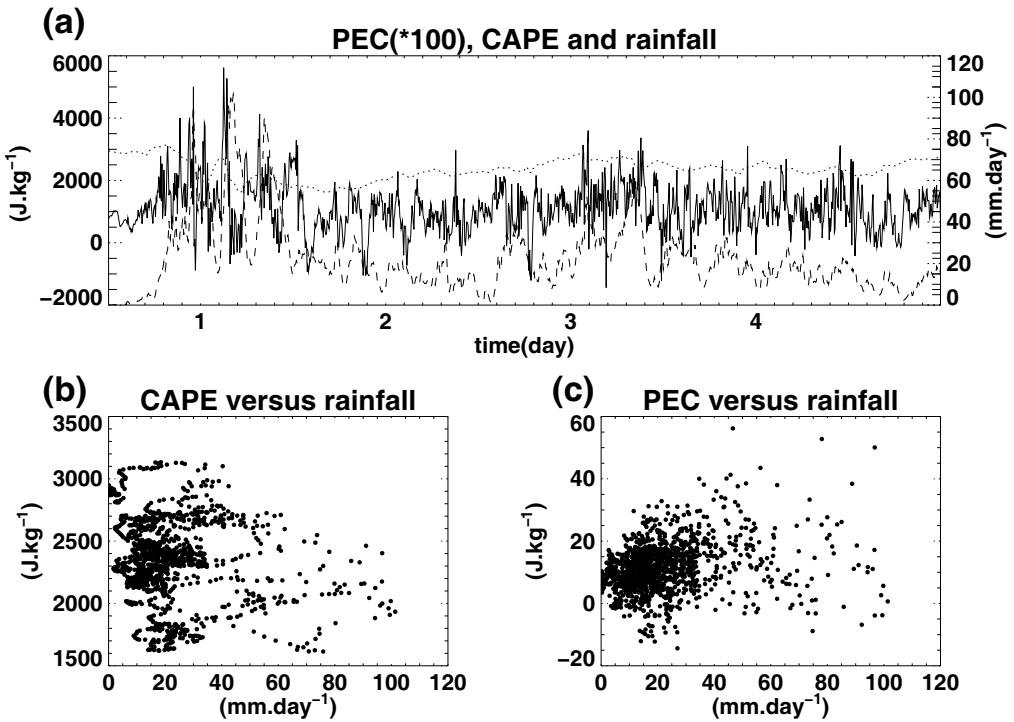 (a)
PEC(*100), CAPE and rainfall
6000
4000
2000
0
−2000
(J.kg⁻¹)
120
100
80
60
40
20
0
(mm.day⁻¹)
1 2 3 4
time(day)
(b)
CAPE versus rainfall
3500
3000
2500
2000
1500
(J.kg⁻¹)
0 20 40 60 80 100 120
(mm.day⁻¹)
(c)
PEC versus rainfall
60
40
20
0
−20
(J.kg⁻¹)
0 20 40 60 80 100 120
(mm.day⁻¹)